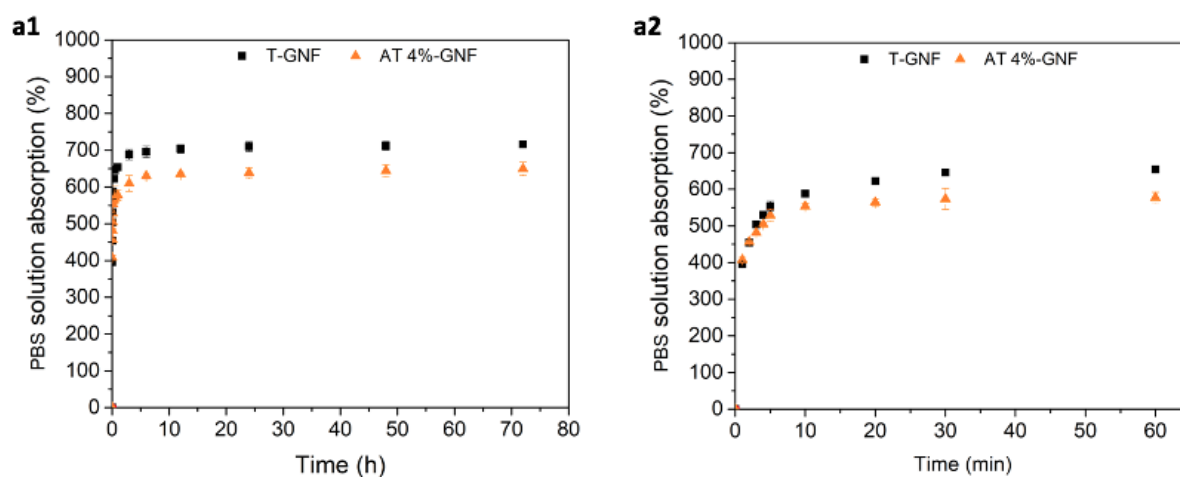 a1
T-GNF AT 4%-GNF
PBS solution absorption (%)
1000
900
800
700
600
500
400
300
200
100
0
0 10 20 30 40 50 60 70 80
Time (h)
a2
T-GNF AT 4%-GNF
PBS solution absorption (%)
1000
900
800
700
600
500
400
300
200
100
0
0 10 20 30 40 50 60
Time (min)